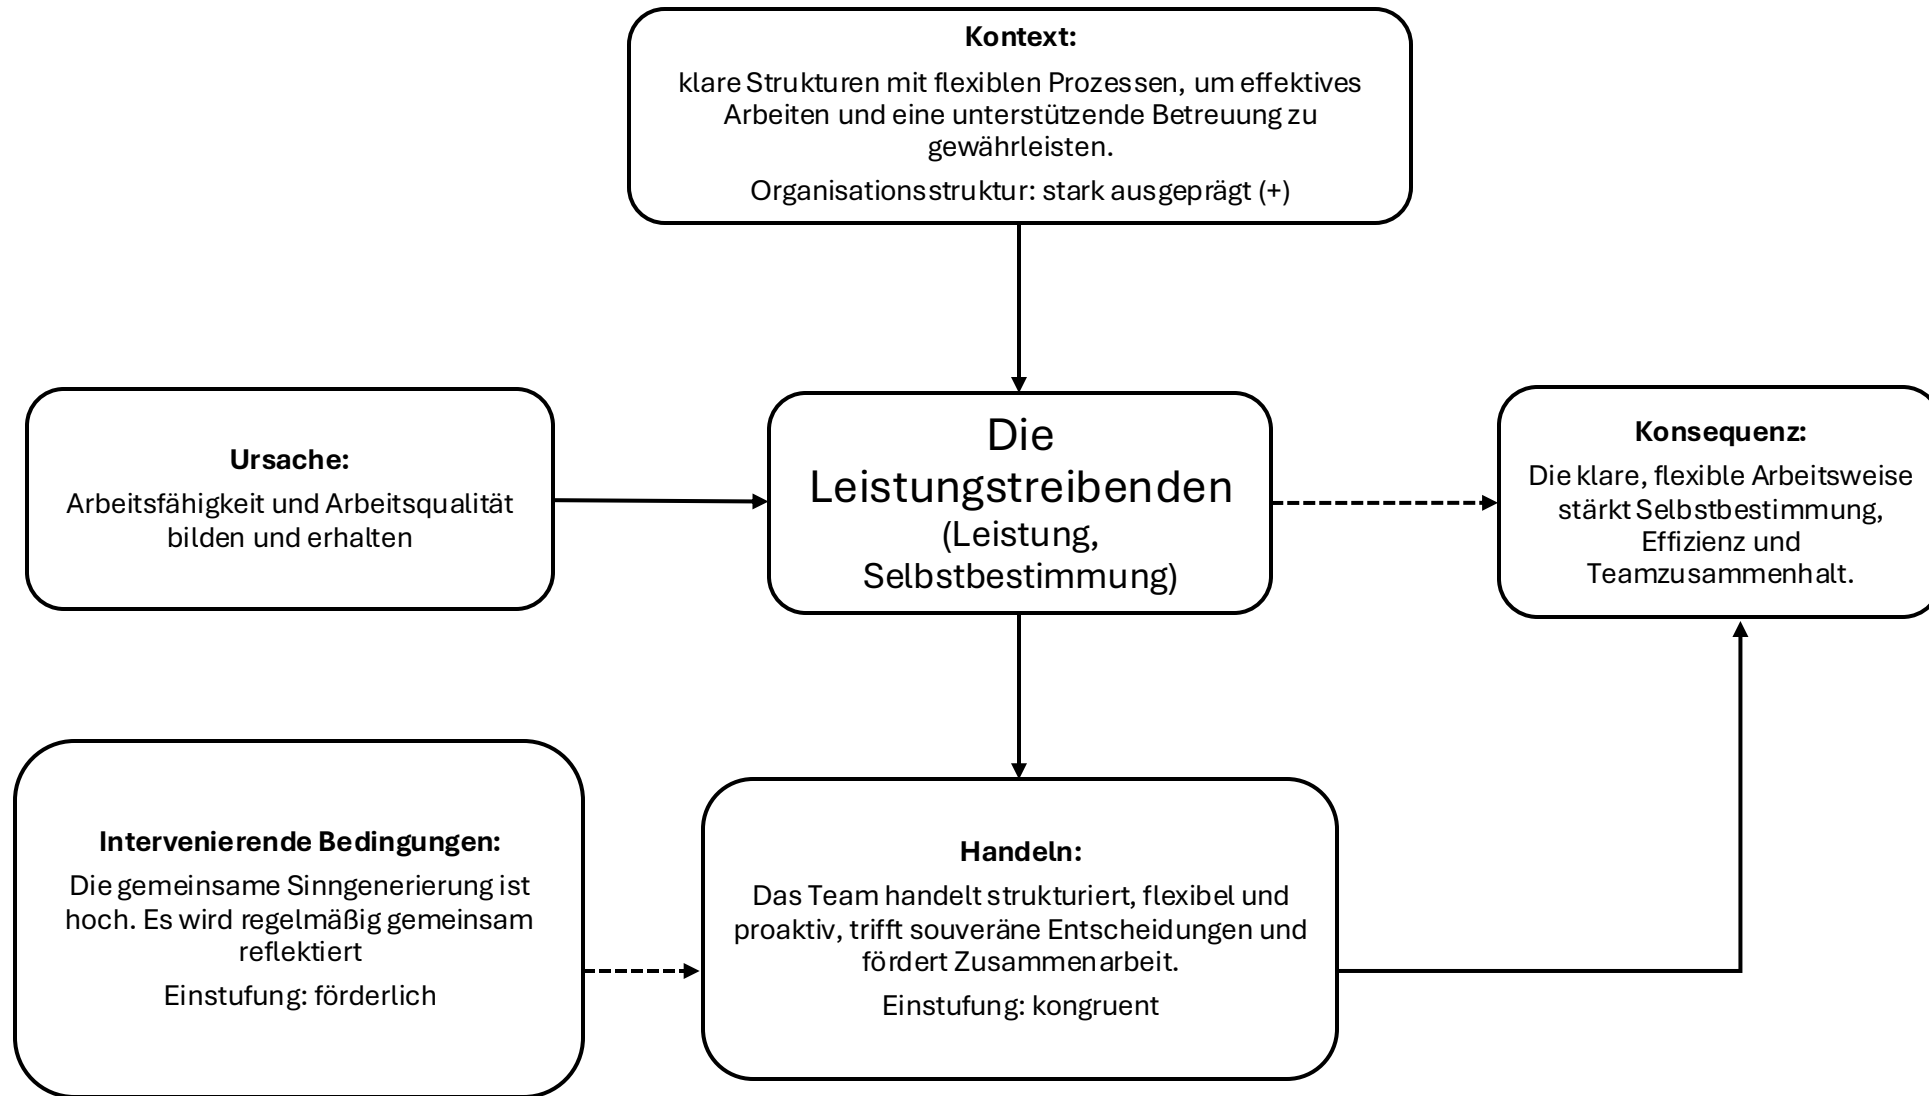 Kontext:
klare Strukturen mit flexiblen Prozessen, um effektives
Arbeiten und eine unterstützende Betreuung zu
gewährleisten.
Organisationsstruktur: stark ausgeprägt (+)
Ursache:
Arbeitsfähigkeit und Arbeitsqualität
bilden und erhalten
Die
Leistungstreibenden
(Leistung,
Selbstbestimmung)
Konsequenz:
Die klare, flexible Arbeitsweise
stärkt Selbstbestimmung,
Effizienz und
Teamzusammenhalt.
Intervenierende Bedingungen:
Die gemeinsame Sinngenerierung ist
hoch. Es wird regelmäßig gemeinsam
reflektiert
Einstufung: förderlich
Handeln:
Das Team handelt strukturiert, flexibel und
proaktiv, trifft souveräne Entscheidungen und
fördert Zusammenarbeit.
Einstufung: kongruent